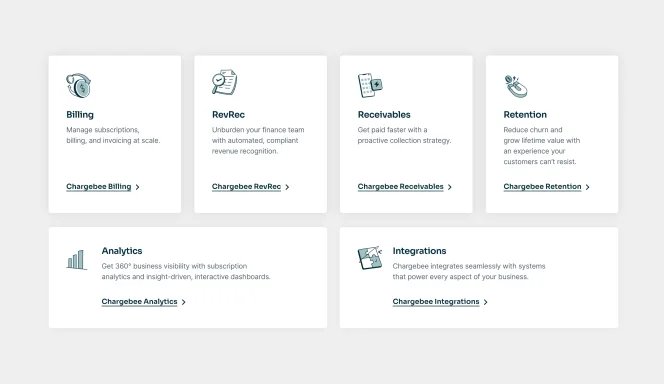 Billing
Manage subscriptions,
billing, and invoicing at scale.
Chargebee Billing
RevRec
Unburden your finance team
with automated, compliant
revenue recognition.
Chargebee RevRec
Receivables
Get paid faster with a
proactive collection strategy.
Chargebee Receivables
Retention
Reduce churn and
grow lifetime value with
an experience your
customers can't resist.
Chargebee Retention
Analytics
Get 360° business visibility with subscription
analytics and insight-driven, interactive dashboards.
Chargebee Analytics
Integrations
Chargebee integrates seamlessly with systems
that power every aspect of your business.
Chargebee Integrations